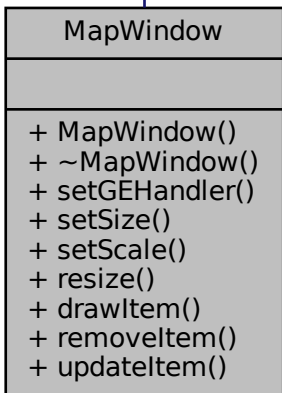 MapWindow
+ MapWindow()
+ ~MapWindow()
+ setGEHandler()
+ setSize()
+ setScale()
+ resize()
+ drawItem()
+ removeItem()
+ updateItem()